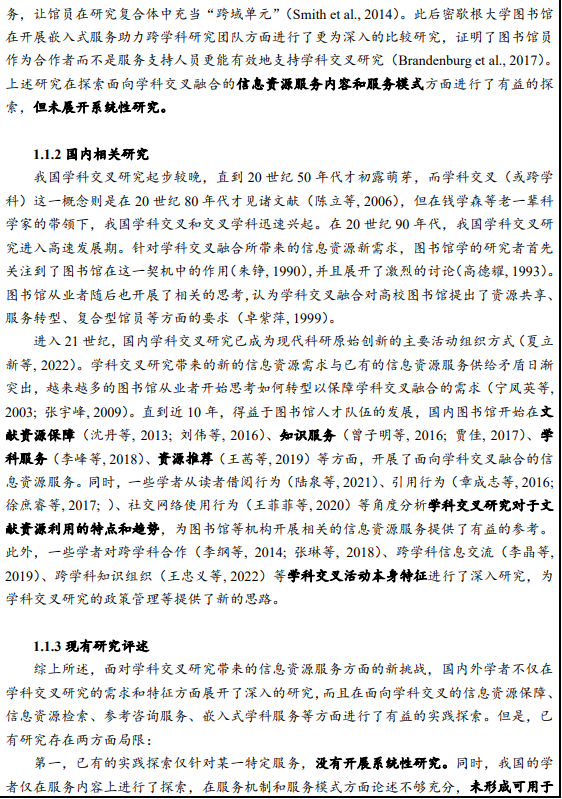 务，让馆员在研究复合体中充当“跨域单元”（Smith et al., 2014）。此后密歇根大学图书馆
在开展嵌入式服务助力跨学科研究团队方面进行了更为深入的比较研究，证明了图书馆员
作为合作者而不是服务支持人员更能有效地支持学科交叉研究（Brandenburg et al., 2017）。
上述研究在探索面向学科交叉融合的信息资源服务内容和服务模式方面进行了有益的探
索，但未展开系统性研究。
1.1.2 国内相关研究
我国学科交叉研究起步较晚，直到 20 世纪 50 年代才初露萌芽，而学科交叉（或跨学
科）这一概念则是在 20 世纪 80 年代才见诸文献（陈立等, 2006），但在钱学森等老一辈科
学家的带领下，我国学科交叉和交叉学科迅速兴起。在 20 世纪 90 年代，我国学科交叉研
究进入高速发展期。针对学科交叉融合所带来的信息资源新需求，图书馆学的研究者首先
关注到了图书馆在这一契机中的作用(朱铮, 1990)，并且展开了激烈的讨论(高德耀, 1993)。
图书馆从业者随后也开展了相关的思考，认为学科交叉融合对高校图书馆提出了资源共享、
服务转型、复合型馆员等方面的要求（卓紫萍, 1999）。
进入 21 世纪，国内学科交叉研究已成为现代科研原始创新的主要活动组织方式（夏立
新等, 2022）。学科交叉研究带来的新的信息资源需求与已有的信息资源服务供给矛盾日渐
突出，越来越多的图书馆从业者开始思考如何转型以保障学科交叉融合的需求（宁凤英等,
2003; 张宇峰, 2009）。直到近 10 年，得益于图书馆人才队伍的发展，国内图书馆开始在文
献资源保障（沈丹等, 2013; 刘伟等, 2016）、知识服务（曾子明等, 2016; 贾佳, 2017）、学
科服务（李峰等, 2018）、资源推荐（王茜等, 2019）等方面，开展了面向学科交叉融合的信
息资源服务。同时，一些学者从读者借阅行为（陆泉等, 2021）、引用行为（章成志等, 2016;
徐庶睿等, 2017; ）、社交网络使用行为（王菲菲等, 2020）等角度分析学科交叉研究对于文
献资源利用的特点和趋势，为图书馆等机构开展相关的信息资源服务提供了有益的参考。
此外，一些学者对跨学科合作（李纲等, 2014; 张琳等, 2018）、跨学科信息交流（李晶等,
2019）、跨学科知识组织（王忠义等, 2022）等学科交叉活动本身特征进行了深入研究，为
学科交叉研究的政策管理等提供了新的思路。
1.1.3 现有研究评述
综上所述，面对学科交叉研究带来的信息资源服务方面的新挑战，国内外学者不仅在
学科交叉研究的需求和特征方面展开了深入的研究，而且在面向学科交叉的信息资源保障、
信息资源检索、参考咨询服务、嵌入式学科服务等方面进行了有益的实践探索。但是，已
有研究存在两方面局限：
第一，已有的实践探索仅针对某一特定服务，没有开展系统性研究。同时，我国的学
者仅在服务内容上进行了探索，在服务机制和服务模式方面论述不够充分，未形成可用于